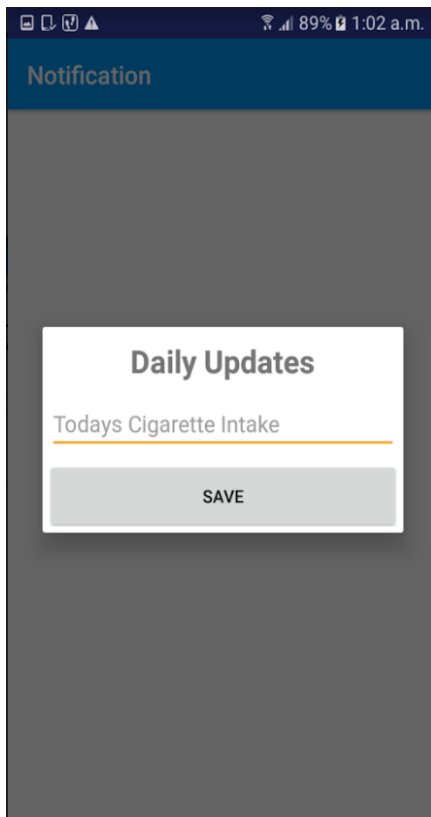 89% 1:02 a.m.
Notification
Daily Updates
Todays Cigarette Intake
SAVE